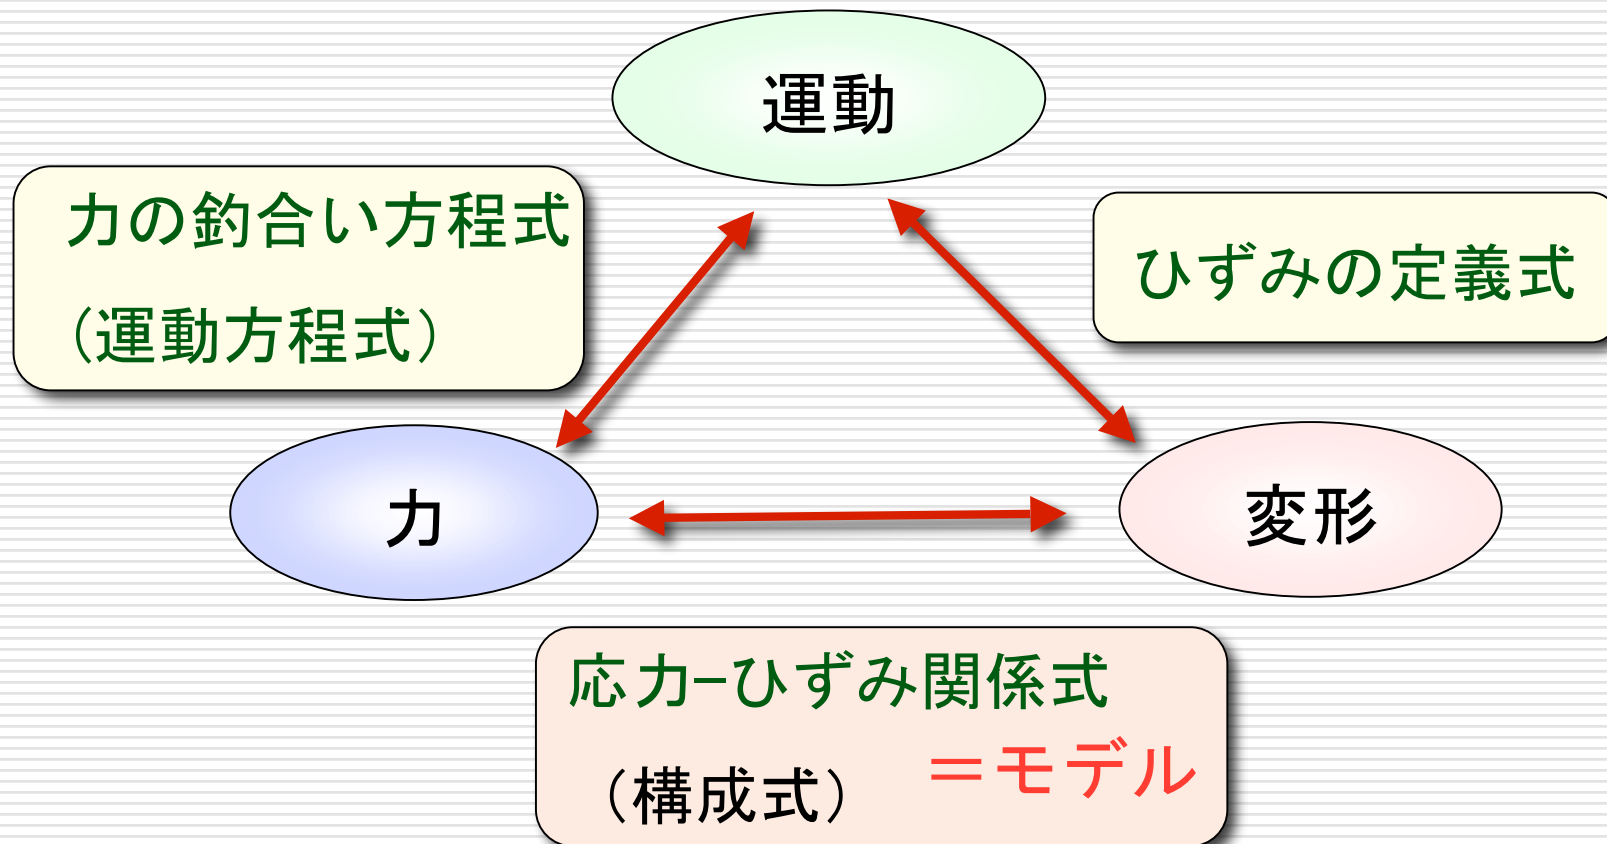 運動
力の釣合い方程式
（運動方程式）
ひずみの定義式
力
変形
応力−ひずみ関係式
（構成式） ＝モデル